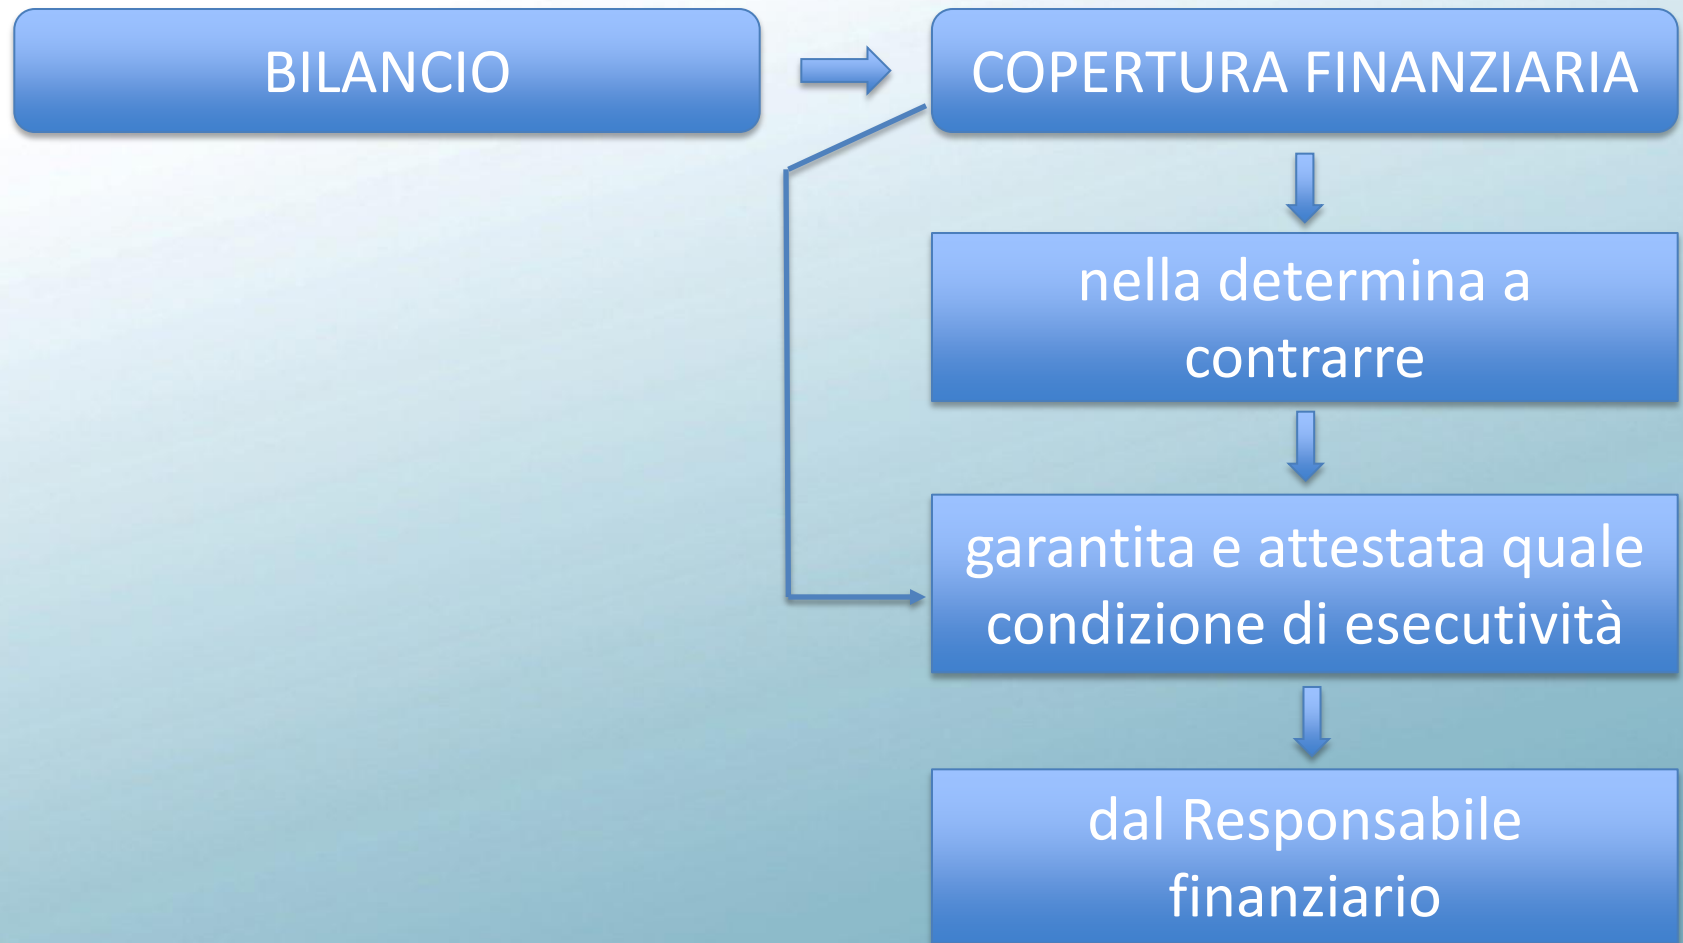 BILANCIO
COPERTURA FINANZIARIA
nella determina a
contrarre
garantita e attestata quale
condizione di esecutività
dal Responsabile
finanziario